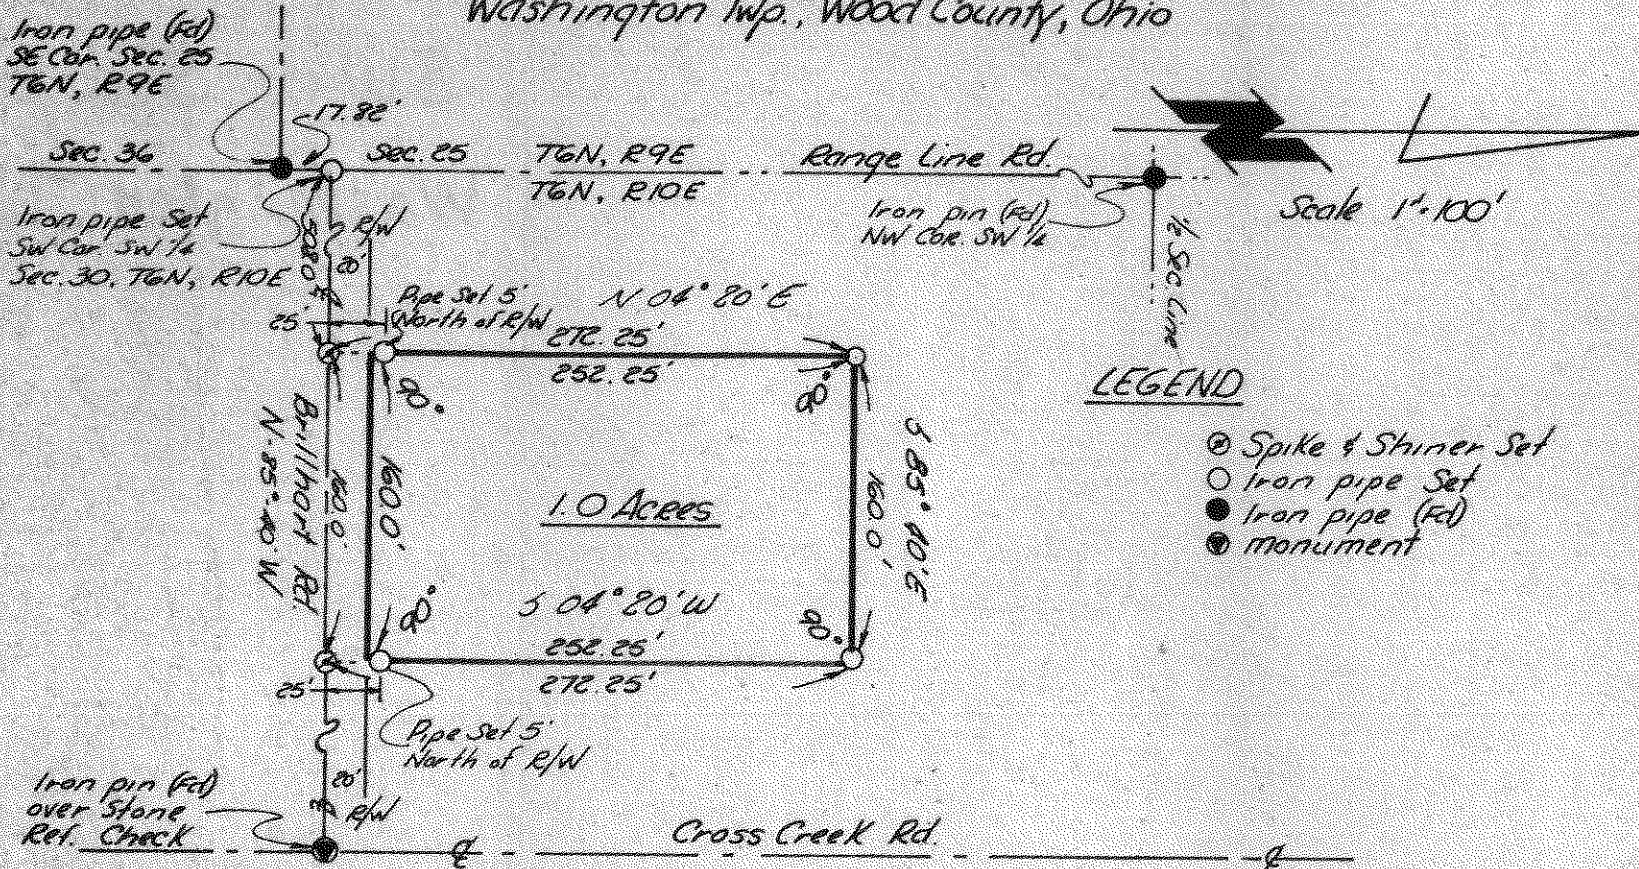 Washington Twp., Wood County, Ohio
Iron pipe (Fd)
SE Cor. Sec. 25
T6N, R9E
17.82'
Sec. 36
Sec. 25
T6N, R9E
Range Line Rd.
T6N, R10E
Iron pipe Set
SW Cor. SW 1/4
Sec. 30, T6N, R10E
R/W
20'
Iron pin (Fd)
NW Cor. SW 1/4
1/2 Sec Line
Scale 1"=100'
25'
Pipe Set 5'
North of R/W
N 04° 20' E
272.25'
252.25'
90°
90°
LEGEND
Spike & Shiner Set
Iron pipe Set
Iron pipe (Fd)
Monument
Brillhart Rd
N 85° 40' W
160.0'
160.0'
1.0 Acres
160.0'
S 85° 40' E
90°
90°
S 04° 20' W
252.25'
272.25'
25'
Pipe Set 5'
North of R/W
Iron pin (Fd)
over Stone
Ref. Check
20'
R/W
Cross Creek Rd.